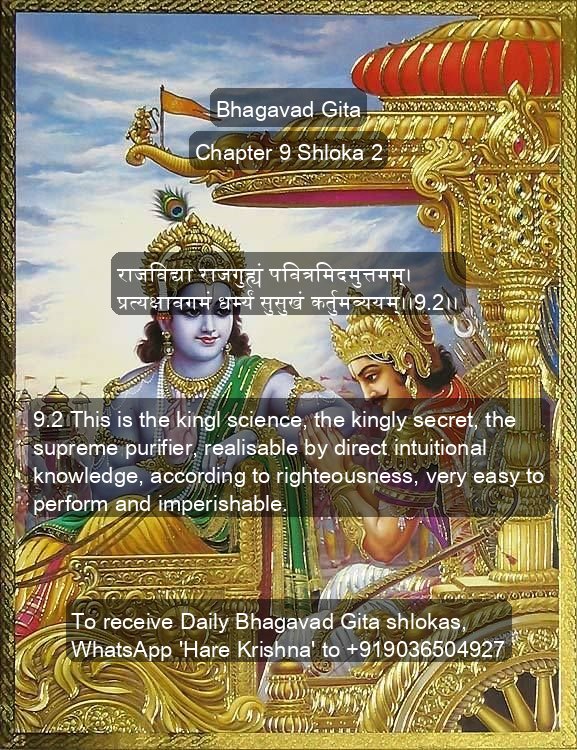 Bhagavad Gita
Chapter 9 Shloka 2
राजविद्या राजगुह्यं पवित्रमिदमुत्तमम्।
प्रत्यक्षावगमं धर्म्यं सुसुखं कर्तुमव्ययम्।।9.2।।
9.2 This is the kingl science, the kingly secret, the
supreme purifier, realisable by direct intuitional
knowledge, according to righteousness, very easy to
perform and imperishable.
To receive Daily Bhagavad Gita shlokas,
WhatsApp 'Hare Krishna' to +919036504927